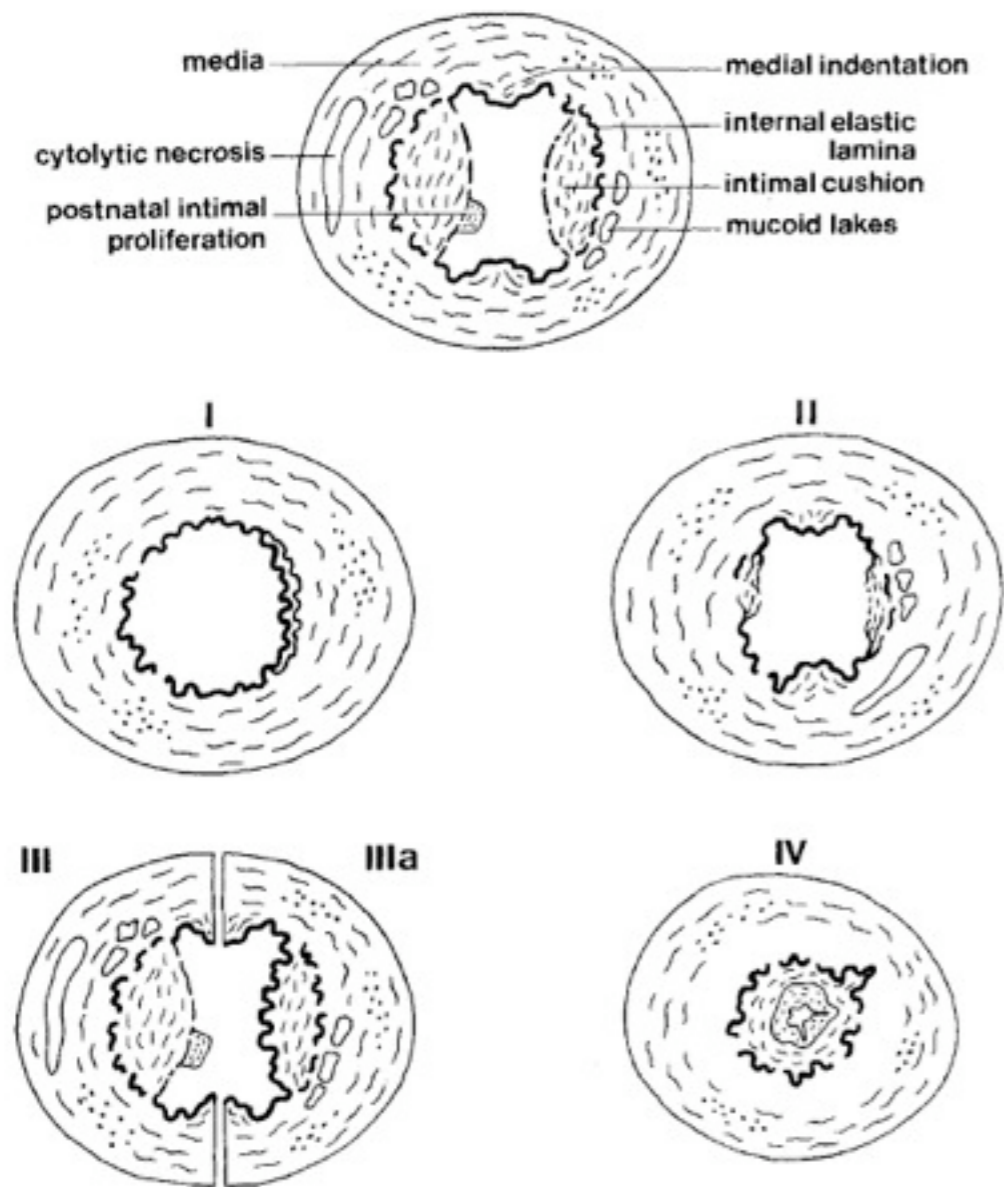 media
medial indentation
internal elastic
lamina
cytolytic necrosis
intimal cushion
postnatal intimal
proliferation
mucoid lakes
I
II
III
IIIa
IV